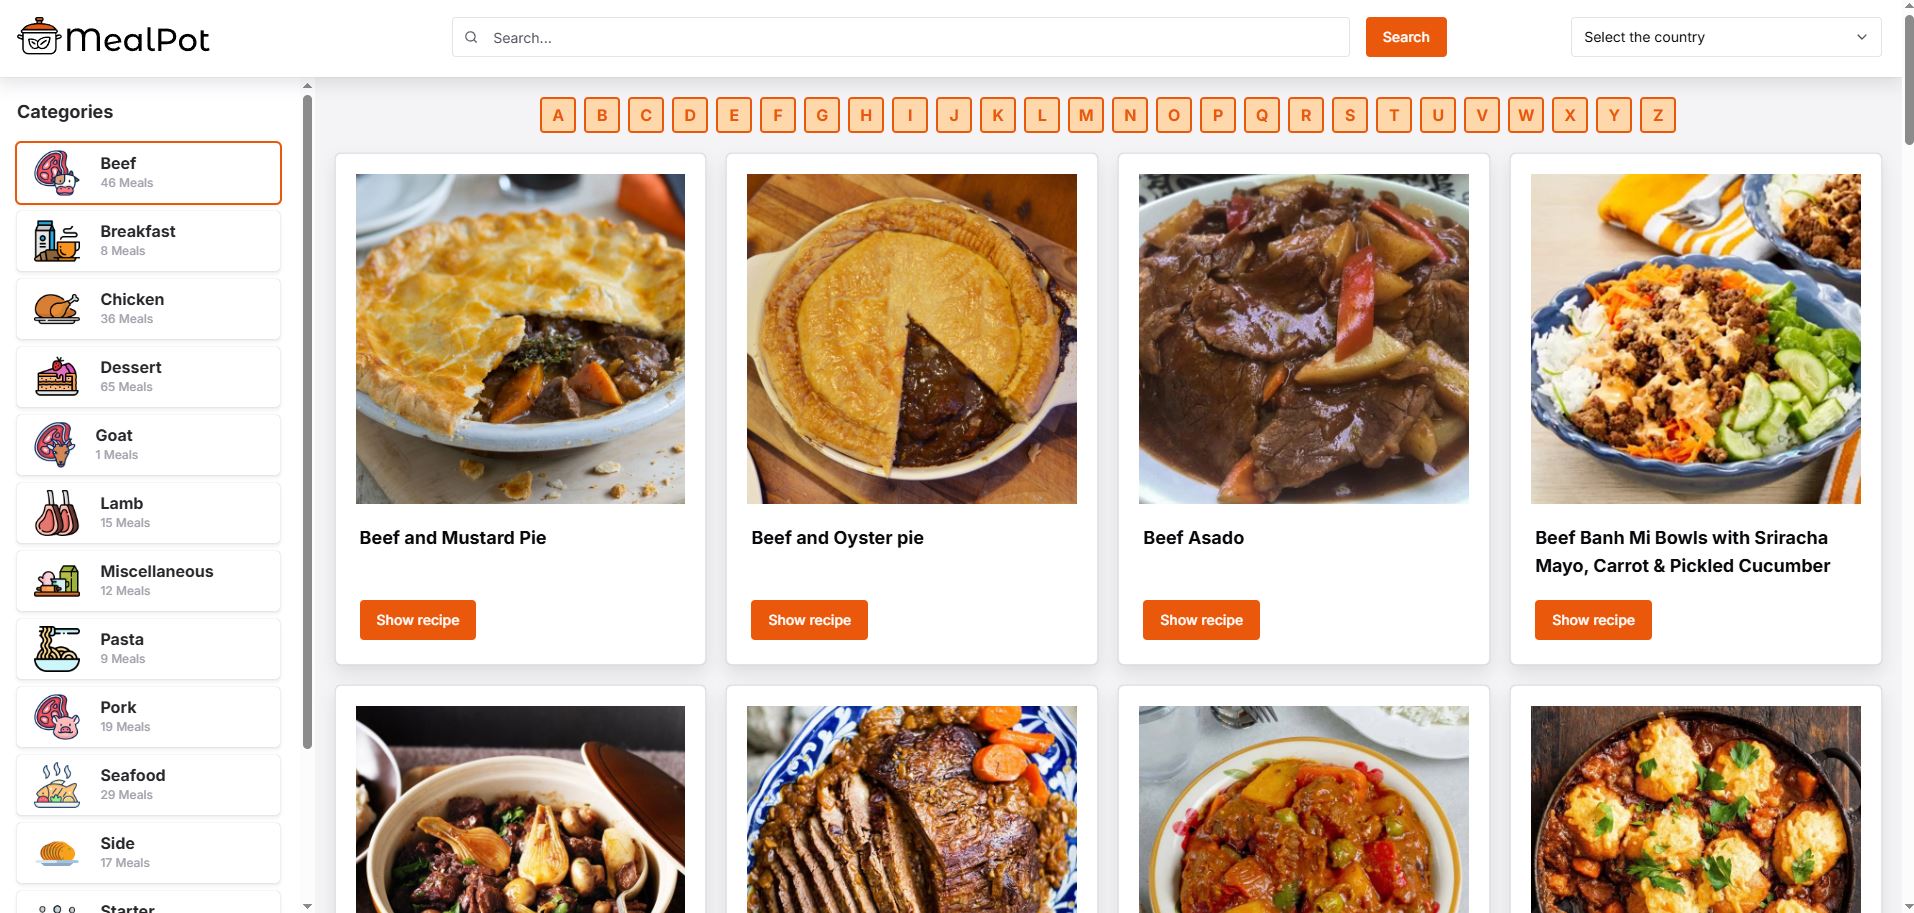 MealPot
Search...
Search
Select the country
Categories
Beef
46 Meals
Breakfast
8 Meals
Chicken
36 Meals
Dessert
65 Meals
Goat
1 Meals
Lamb
15 Meals
Miscellaneous
12 Meals
Pasta
9 Meals
Pork
19 Meals
Seafood
29 Meals
Side
17 Meals
Starter
A B C D E F G H I J K L M N O P Q R S T U V W X Y Z
Beef and Mustard Pie
Show recipe
Beef and Oyster pie
Show recipe
Beef Asado
Show recipe
Beef Banh Mi Bowls with Sriracha
Mayo, Carrot & Pickled Cucumber
Show recipe